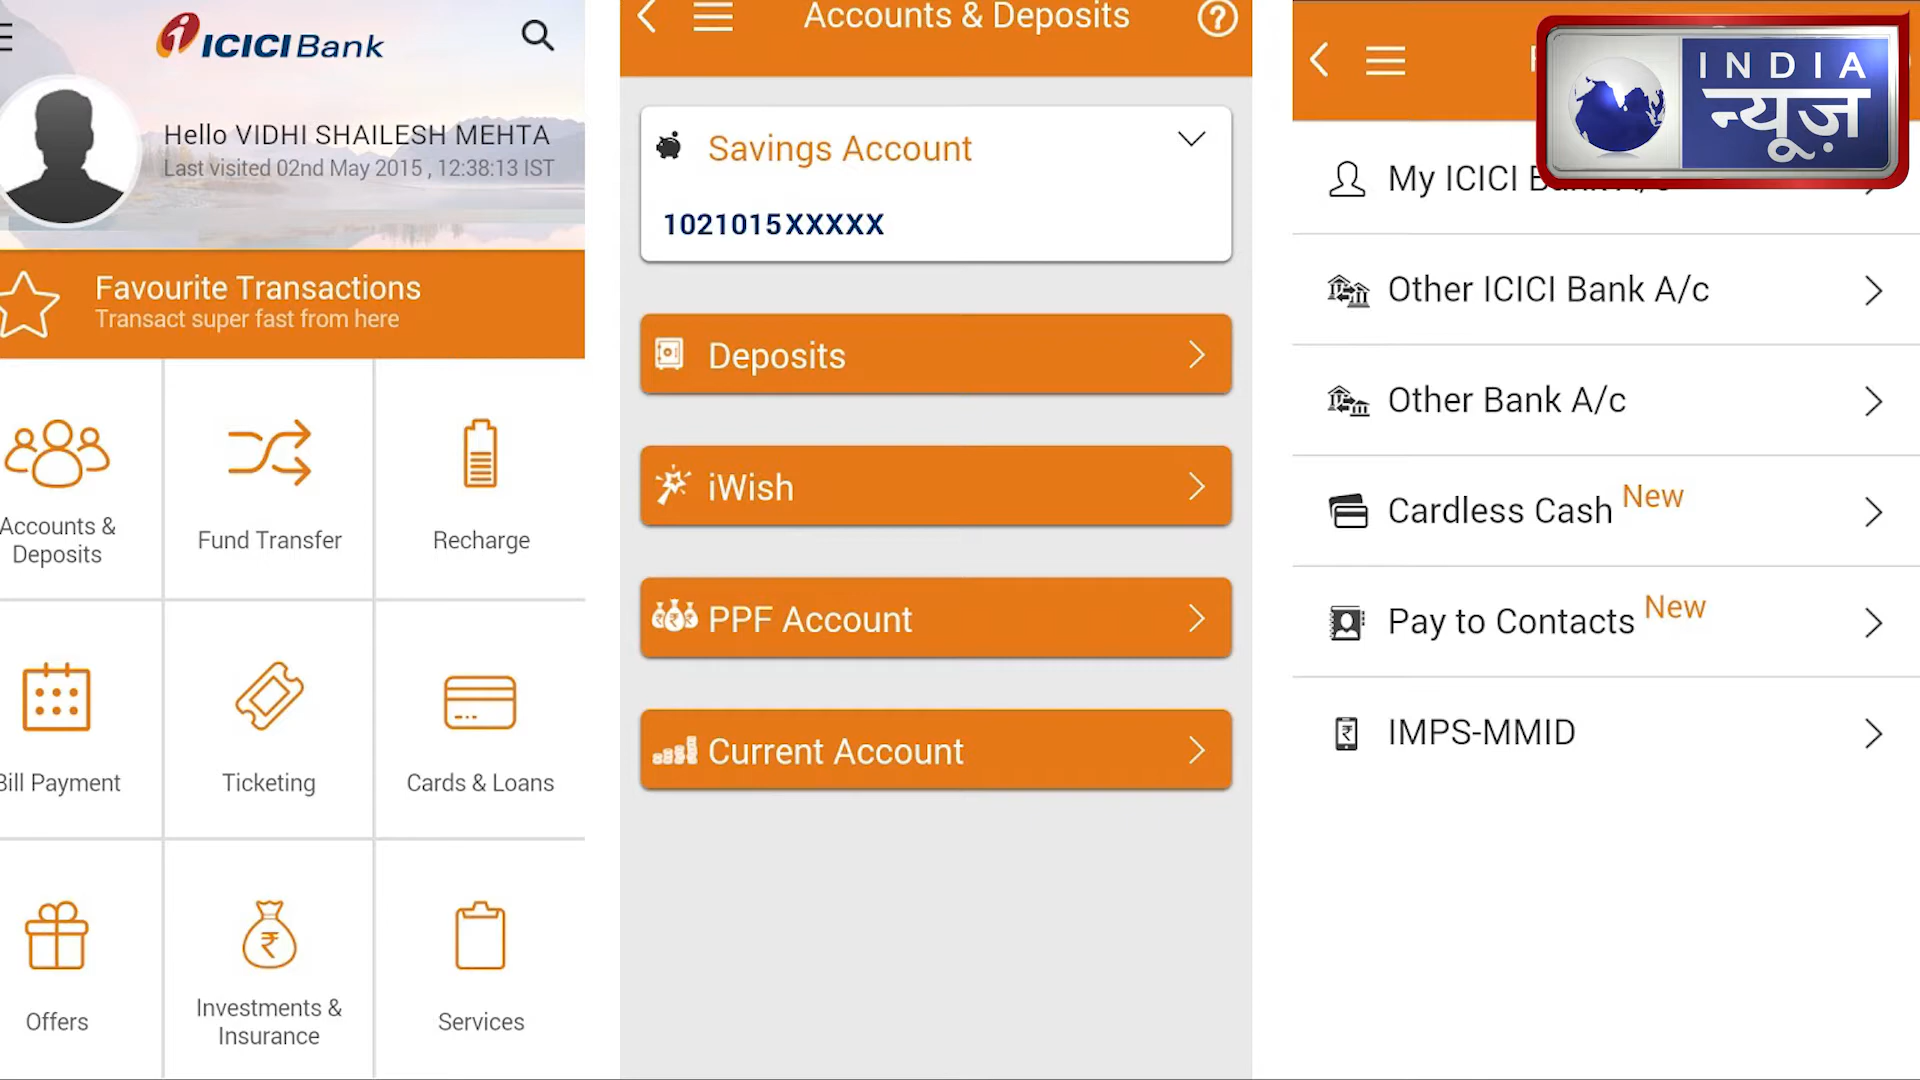 ICICI Bank
Hello VIDHI SHAILESH MEHTA
Last visited 02nd May 2015 , 12:38:13 IST
Favourite Transactions
Transact super fast from here
Accounts &
Deposits
Fund Transfer
Recharge
Bill Payment
Ticketing
Cards & Loans
Offers
Investments &
Insurance
Services
Accounts & Deposits
Savings Account
1021015XXXXX
Deposits
iWish
PPF Account
Current Account
INDIA
न्यूज़
My ICICI Bank A/c
Other ICICI Bank A/c
Other Bank A/c
Cardless Cash New
Pay to Contacts New
IMPS-MMID